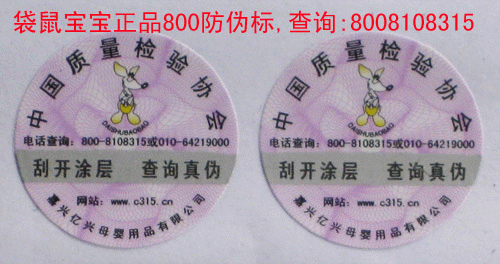 袋鼠宝宝正品800防伪标,查询:8008108315
中国质量检验协会
DAISHUBAOBAO
电话查询: 800-8108315或010-64219000
刮开涂层 查询真伪
网站: www.c315.cn
嘉兴亿兴母婴用品有限公司
中国质量检验协会
DAISHUBAOBAO
电话查询: 800-8108315或010-64219000
刮开涂层 查询真伪
网站: www.c315.cn
嘉兴亿兴母婴用品有限公司